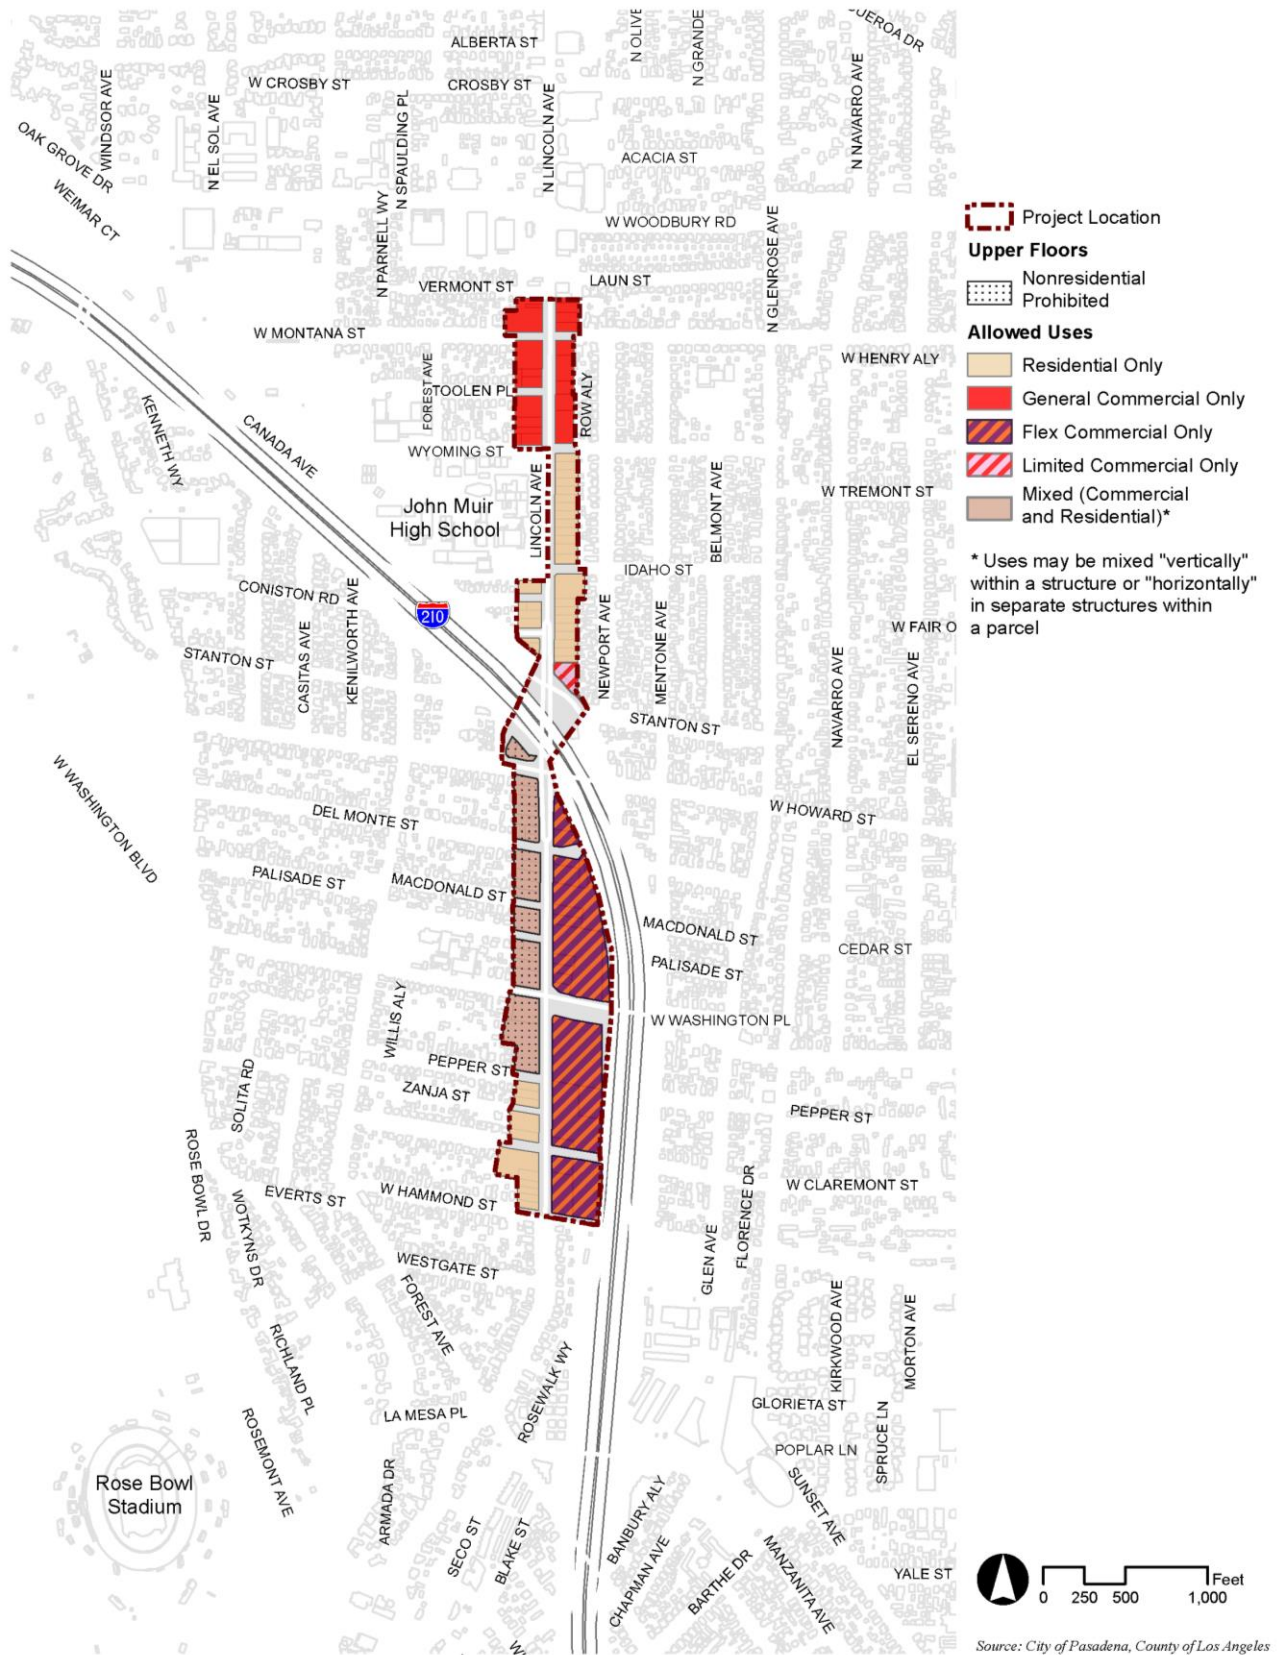 ALBERTA ST
N OLIVE
N GRANDE
W CROSBY ST
CROSBY ST
WINDSOR AVE
N EL SOL AVE
N SPAULDING PL
N LINCOLN AVE
N NAVARRO AVE
OAK GROVE DR
ACACIA ST
WEIMAR CT
N PARNELL WY
W WOODBURY RD
N GLENROSE AVE
VERMONT ST
LAUN ST
W MONTANA ST
W HENRY ALY
FOREST AVE
TOOLEN PL
ROW ALY
KENNETH WY
CANADA AVE
WYOMING ST
LINCOLN AVE
BELMONT AVE
W TREMONT ST
John Muir
High School
IDAHO ST
CONISTON RD
KENILWORTH AVE
210
NEWPORT AVE
MENTONE AVE
W FAIR O
STANTON ST
CASITAS AVE
NAVARRO AVE
EL SERENO AVE
STANTON ST
W WASHINGTON BLVD
DEL MONTE ST
W HOWARD ST
PALISADE ST
MACDONALD ST
MACDONALD ST
CEDAR ST
PALISADE ST
WILLIS ALY
W WASHINGTON PL
PEPPER ST
SOLITA RD
ZANJA ST
PEPPER ST
ROSE BOWL DR
EVERTS ST
W HAMMOND ST
FLORENCE DR
W CLAREMONT ST
WOTKYNS DR
WESTGATE ST
GLEN AVE
FOREST AVE
KIRKWOOD AVE
MORTON AVE
RICHLAND PL
ROSEWALK WY
LA MESA PL
GLORIETA ST
ROSEMONT AVE
POPLAR LN
SPRUCE LN
Rose Bowl
Stadium
ARMADA DR
SUNSET AVE
SECO ST
BLAKE ST
BANBURY ALY
CHAPMAN AVE
BARTHE DR
MANZANITA AVE
YALE ST
Project Location
Upper Floors
Nonresidential
Prohibited
Allowed Uses
Residential Only
General Commercial Only
Flex Commercial Only
Limited Commercial Only
Mixed (Commercial
and Residential)*
* Uses may be mixed "vertically"
within a structure or "horizontally"
in separate structures within
a parcel
Feet
0 250 500 1,000
Source: City of Pasadena, County of Los Angeles